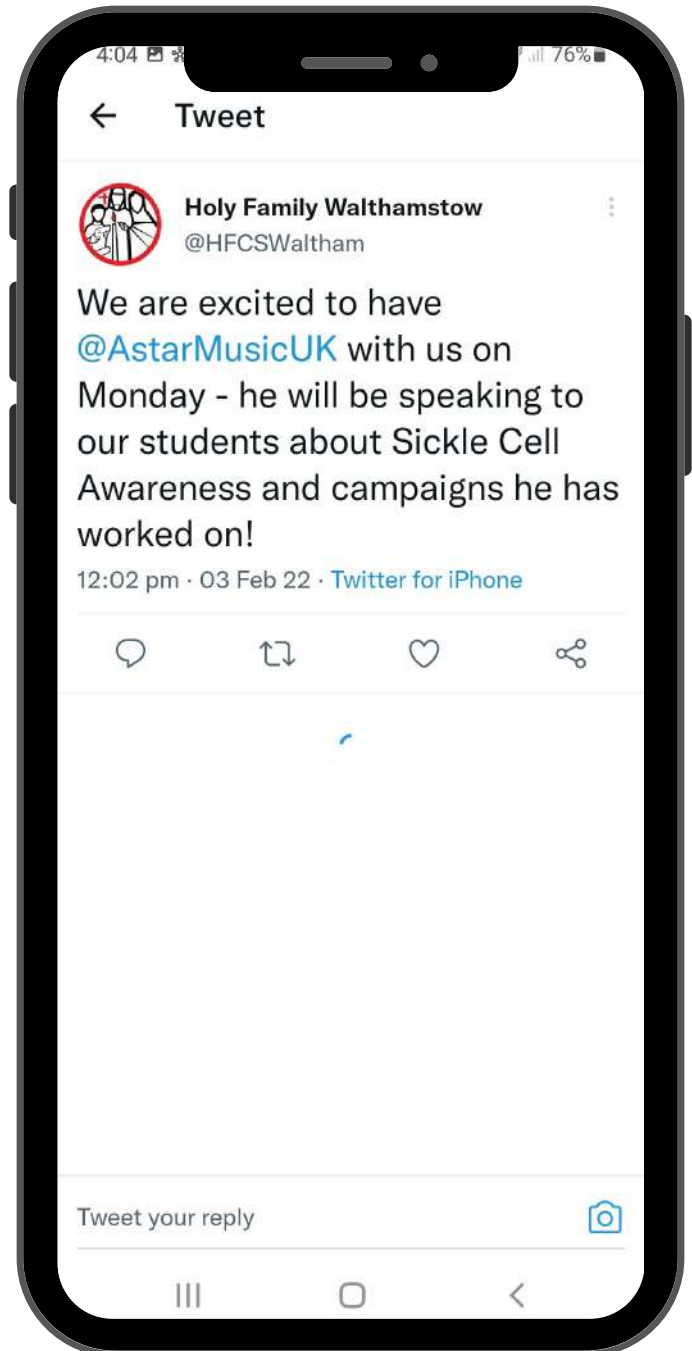 4:04 76%
Tweet
Holy Family Walthamstow
@HFCSWaltham
We are excited to have
@AstarMusicUK with us on
Monday - he will be speaking to
our students about Sickle Cell
Awareness and campaigns he has
worked on!
12:02 pm · 03 Feb 22 · Twitter for iPhone
Tweet your reply